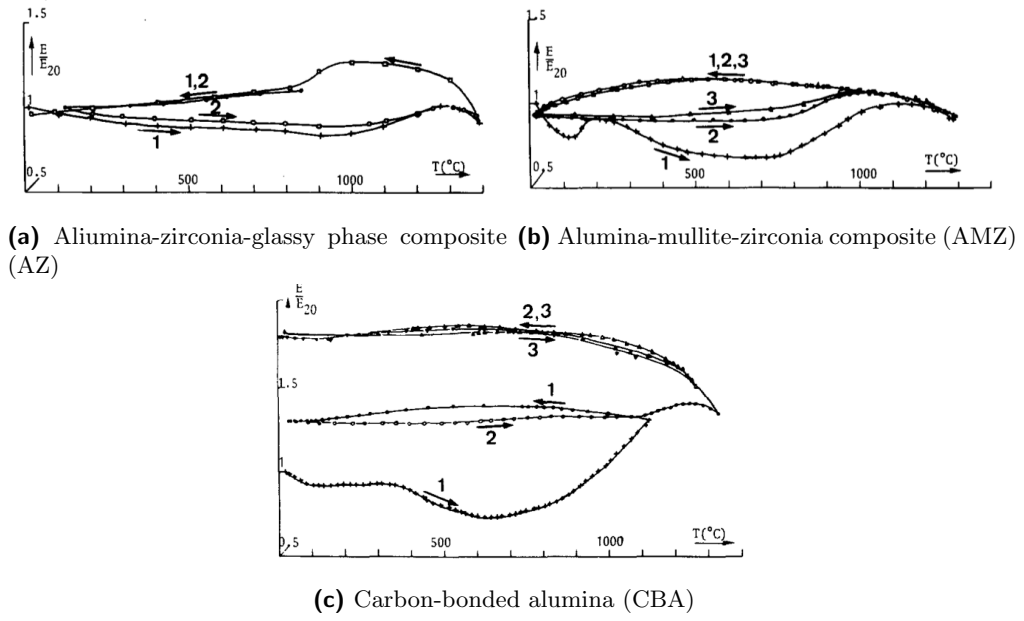 1.5
E
E20
1,2
1
2
1
T(°C)
0.5
500
1000
1.5
E
E20
1,2,3
1
3
2
1
T(°C)
0.5
500
1000
(a) Aliumina-zirconia-glassy phase composite
(AZ)
(b) Alumina-mullite-zirconia composite (AMZ)
E
E20
2,3
3
1.5
1
2
1
1
T(°C)
0.5
500
1000
(c) Carbon-bonded alumina (CBA)